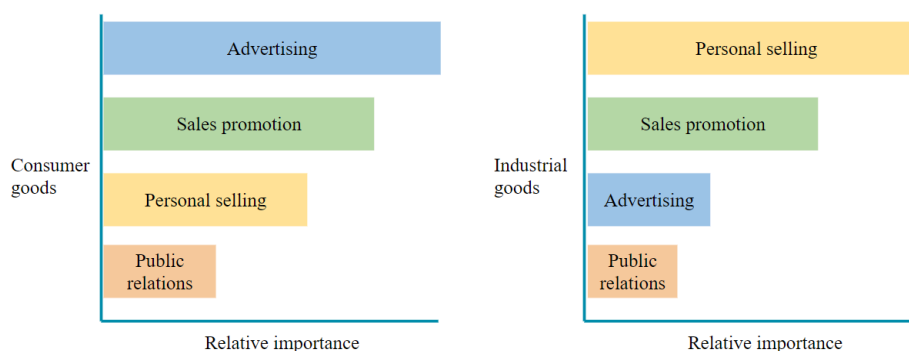 Advertising
Sales promotion
Consumer
goods
Personal selling
Public
relations
Relative importance
Personal selling
Sales promotion
Industrial
goods
Advertising
Public
relations
Relative importance